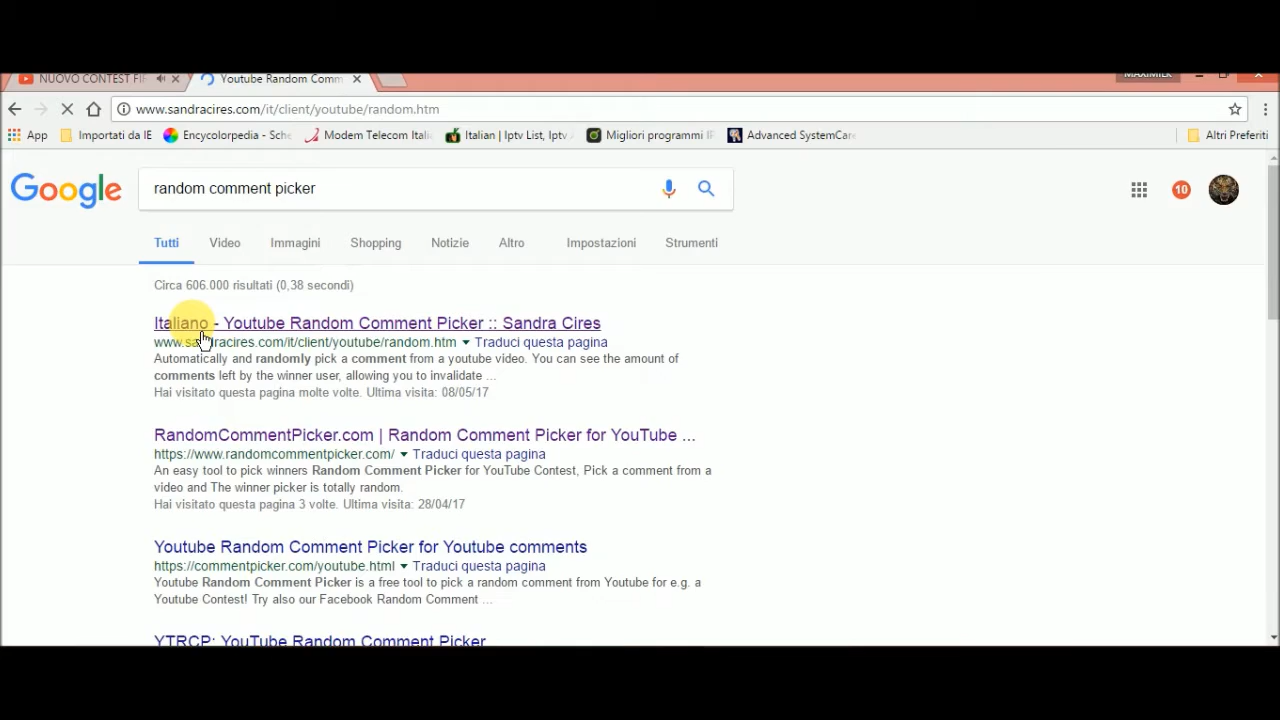 NUOVO CONTEST FIF
Youtube Random Comm
MAXIMILK
www.sandracires.com/it/client/youtube/random.htm
App
Importati da IE
Encycolorpedia - Sche
Modem Telecom Itali
Italian | Iptv List, Iptv
Migliori programmi
Advanced SystemCare
Altri Preferiti
Google
random comment picker
10
Tutti
Video
Immagini
Shopping
Notizie
Altro
Impostazioni
Strumenti
Circa 606.000 risultati (0,38 secondi)
Italiano - Youtube Random Comment Picker :: Sandra Cires
www.sandracires.com/it/client/youtube/random.htm Traduci questa pagina
Automatically and randomly pick a comment from a youtube video. You can see the amount of
comments left by the winner user, allowing you to invalidate ...
Hai visitato questa pagina molte volte. Ultima visita: 08/05/17
RandomCommentPicker.com | Random Comment Picker for YouTube ...
https://www.randomcommentpicker.com/ Traduci questa pagina
An easy tool to pick winners Random Comment Picker for YouTube Contest, Pick a comment from a
video and The winner picker is totally random.
Hai visitato questa pagina 3 volte. Ultima visita: 28/04/17
Youtube Random Comment Picker for Youtube comments
https://commentpicker.com/youtube.html Traduci questa pagina
Youtube Random Comment Picker is a free tool to pick a random comment from Youtube for e.g. a
Youtube Contest! Try also our Facebook Random Comment ...
YTRCP: YouTube Random Comment Picker